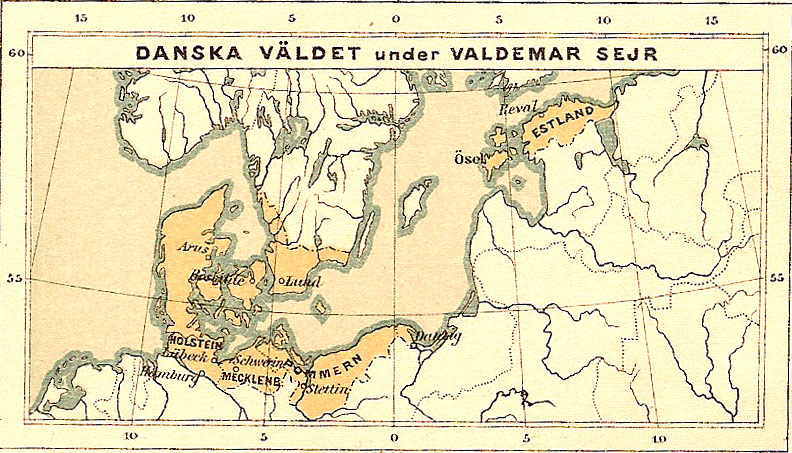 15 10 5 0 5 10 15
60 60
DANSKA VÄLDET under VALDEMAR SEJR
Reval
ESTLAND
Ösel
Arus
55 Roskilde Lund 55
HOLSTEIN
Danzig
Lübeck Schwerin POMMERN
Hamburg MECKLENB.
Stettin
10 5 0 5 10